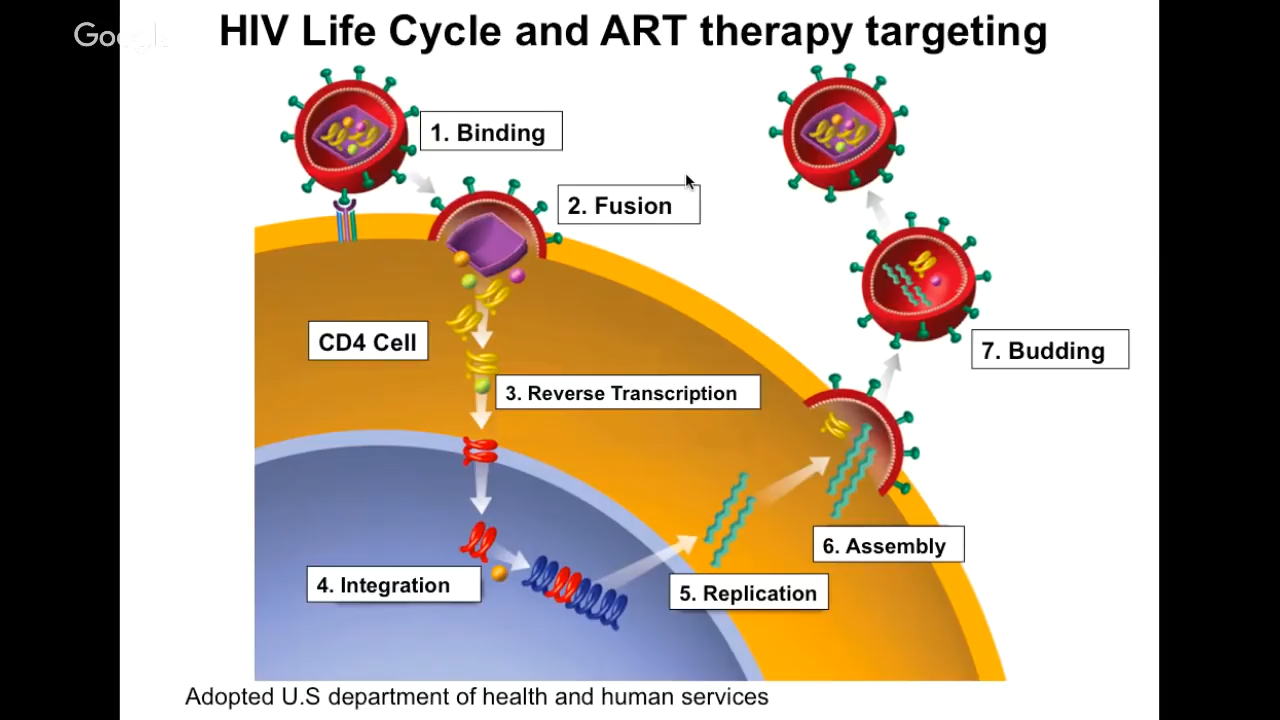 Google
HIV Life Cycle and ART therapy targeting
1. Binding
2. Fusion
CD4 Cell
7. Budding
3. Reverse Transcription
6. Assembly
4. Integration
5. Replication
Adopted U.S department of health and human services